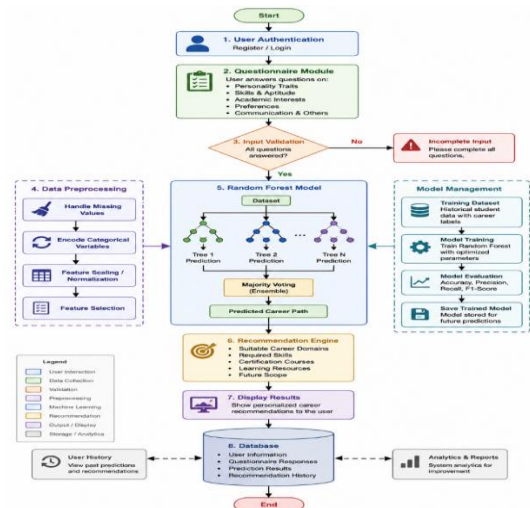 Start
1. User Authentication
Register / Login
2. Questionnaire Module
User answers questions on:
• Personality Traits
• Skills & Aptitude
• Academic Interests
• Preferences
• Communication & Others
3. Input Validation
All questions
answered?
No
Incomplete Input
Please complete all
questions,
Yes
4. Data Preprocessing
Handle Missing
Values
Encode Categorical
Variables
Feature Scaling /
Normalization
Feature Selection
5. Random Forest Model
Dataset
...
Tree 1
Prediction
Tree 2
Prediction
Tree N
Prediction
Majority Voting
(Ensemble)
Predicted Career Path
Model Management
Training Dataset
Historical student
data with career
labels
Model Training
Train Random Forest
with optimized
parameters
Model Evaluation
Accuracy, Precision,
Recall, F1-Score
Save Trained Model
Model stored for
future predictions
6. Recommendation Engine
• Suitable Career Domains
• Required Skills
• Certification Courses
• Learning Resources
• Future Scope
7. Display Results
Show personalized career
recommendations to the user
Legend
User Interaction
Data Collection
Validation
Preprocessing
Machine Learning
Recommendation
Output / Display
Storage / Analytics
8. Database
• User Information
• Questionnaire Responses
• Prediction Results
• Recommendation History
User History
View past predictions
and recommendations
Analytics & Reports
System analytics for
improvement
End